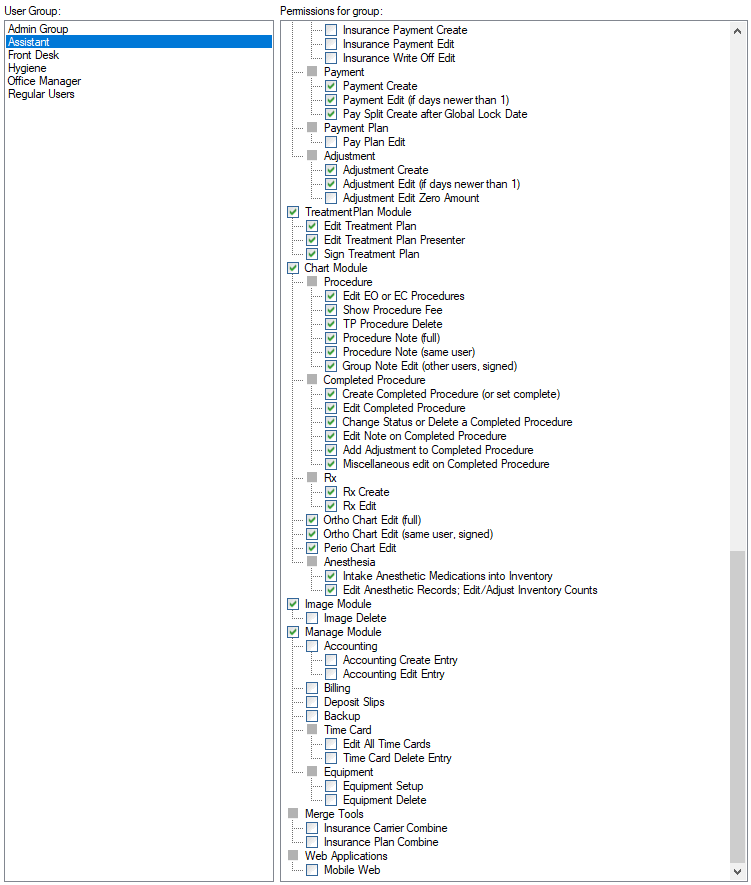 User Group:
Permissions for group:
Admin Group
Assistant
Front Desk
Hygiene
Office Manager
Regular Users
Insurance Payment Create
Insurance Payment Edit
Insurance Write Off Edit
Payment
Payment Create
Payment Edit (if days newer than 1)
Pay Split Create after Global Lock Date
Payment Plan
Pay Plan Edit
Adjustment
Adjustment Create
Adjustment Edit (if days newer than 1)
Adjustment Edit Zero Amount
TreatmentPlan Module
Edit Treatment Plan
Edit Treatment Plan Presenter
Sign Treatment Plan
Chart Module
Procedure
Edit EO or EC Procedures
Show Procedure Fee
TP Procedure Delete
Procedure Note (full)
Procedure Note (same user)
Group Note Edit (other users, signed)
Completed Procedure
Create Completed Procedure (or set complete)
Edit Completed Procedure
Change Status or Delete a Completed Procedure
Edit Note on Completed Procedure
Add Adjustment to Completed Procedure
Miscellaneous edit on Completed Procedure
Rx
Rx Create
Rx Edit
Ortho Chart Edit (full)
Ortho Chart Edit (same user, signed)
Perio Chart Edit
Anesthesia
Intake Anesthetic Medications into Inventory
Edit Anesthetic Records; Edit/Adjust Inventory Counts
Image Module
Image Delete
Manage Module
Accounting
Accounting Create Entry
Accounting Edit Entry
Billing
Deposit Slips
Backup
Time Card
Edit All Time Cards
Time Card Delete Entry
Equipment
Equipment Setup
Equipment Delete
Merge Tools
Insurance Carrier Combine
Insurance Plan Combine
Web Applications
Mobile Web